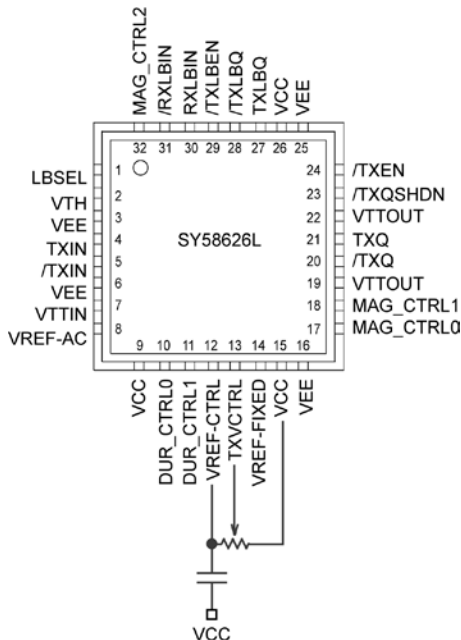 MAG_CTRL2
/RXLBIN
RXLBIN
/TXLBEN
/TXLBQ
TXLBQ
VCC
VEE
32 31 30 29 28 27 26 25
LBSEL 1
VTH 2
VEE 3
TXIN 4
/TXIN 5
VEE 6
VTTIN 7
VREF-AC 8
SY58626L
24 /TXEN
23 /TXQSHDN
22 VTTOUT
21 TXQ
20 /TXQ
19 VTTOUT
18 MAG_CTRL1
17 MAG_CTRL0
9 10 11 12 13 14 15 16
VCC
DUR_CTRL0
DUR_CTRL1
VREF-CTRL
TXVCTRL
VREF-FIXED
VCC
VEE
VCC